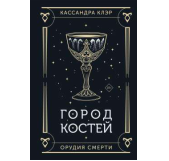 КАССАНДРА КЛЭР
ГОРОД
КОСТЕЙ
ОРУДИЯ СМЕРТИ